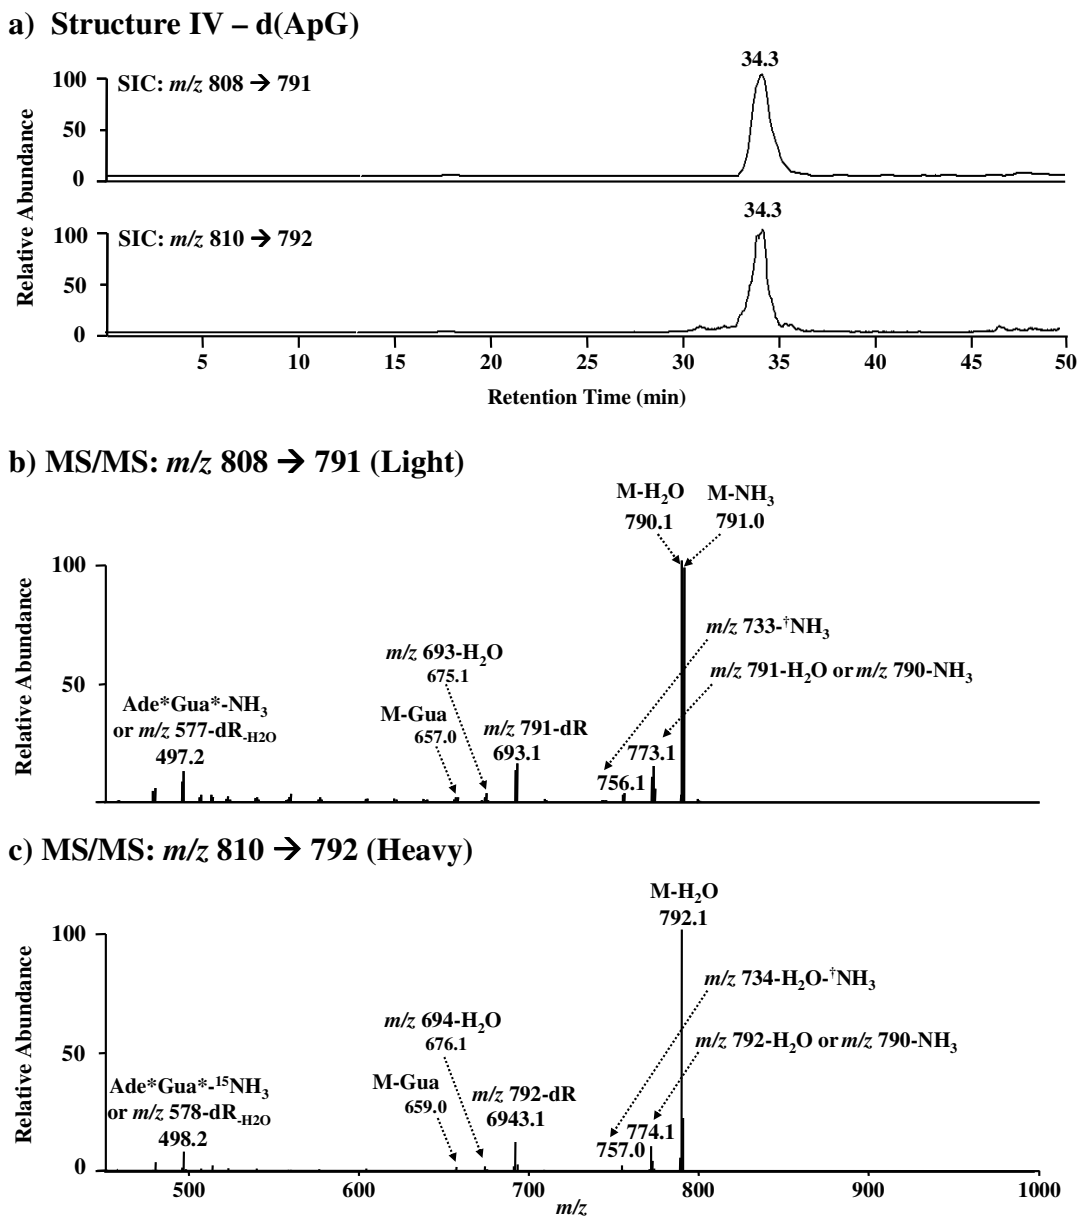 a) Structure IV – d(ApG)
34.3
100
SIC: m/z 808 → 791
50
0
Relative Abundance
34.3
100
SIC: m/z 810 → 792
50
0
5 10 15 20 25 30 35 40 45 50
Retention Time (min)
b) MS/MS: m/z 808 → 791 (Light)
M-H2O M-NH3
790.1 791.0
100
Relative Abundance
m/z 733-†NH3
m/z 693-H2O
675.1
m/z 791-H2O or m/z 790-NH3
50
Ade*Gua*-NH3
M-Gua
m/z 791-dR
or m/z 577-dR-H2O
657.0
693.1
773.1
497.2
756.1
0
c) MS/MS: m/z 810 → 792 (Heavy)
M-H2O
792.1
100
Relative Abundance
m/z 734-H2O-†NH3
m/z 694-H2O
676.1
m/z 792-H2O or m/z 790-NH3
50
Ade*Gua*-15NH3
M-Gua
m/z 792-dR
or m/z 578-dR-H2O
659.0
6943.1
774.1
498.2
757.0
0
500 600 700 800 900 1000
m/z